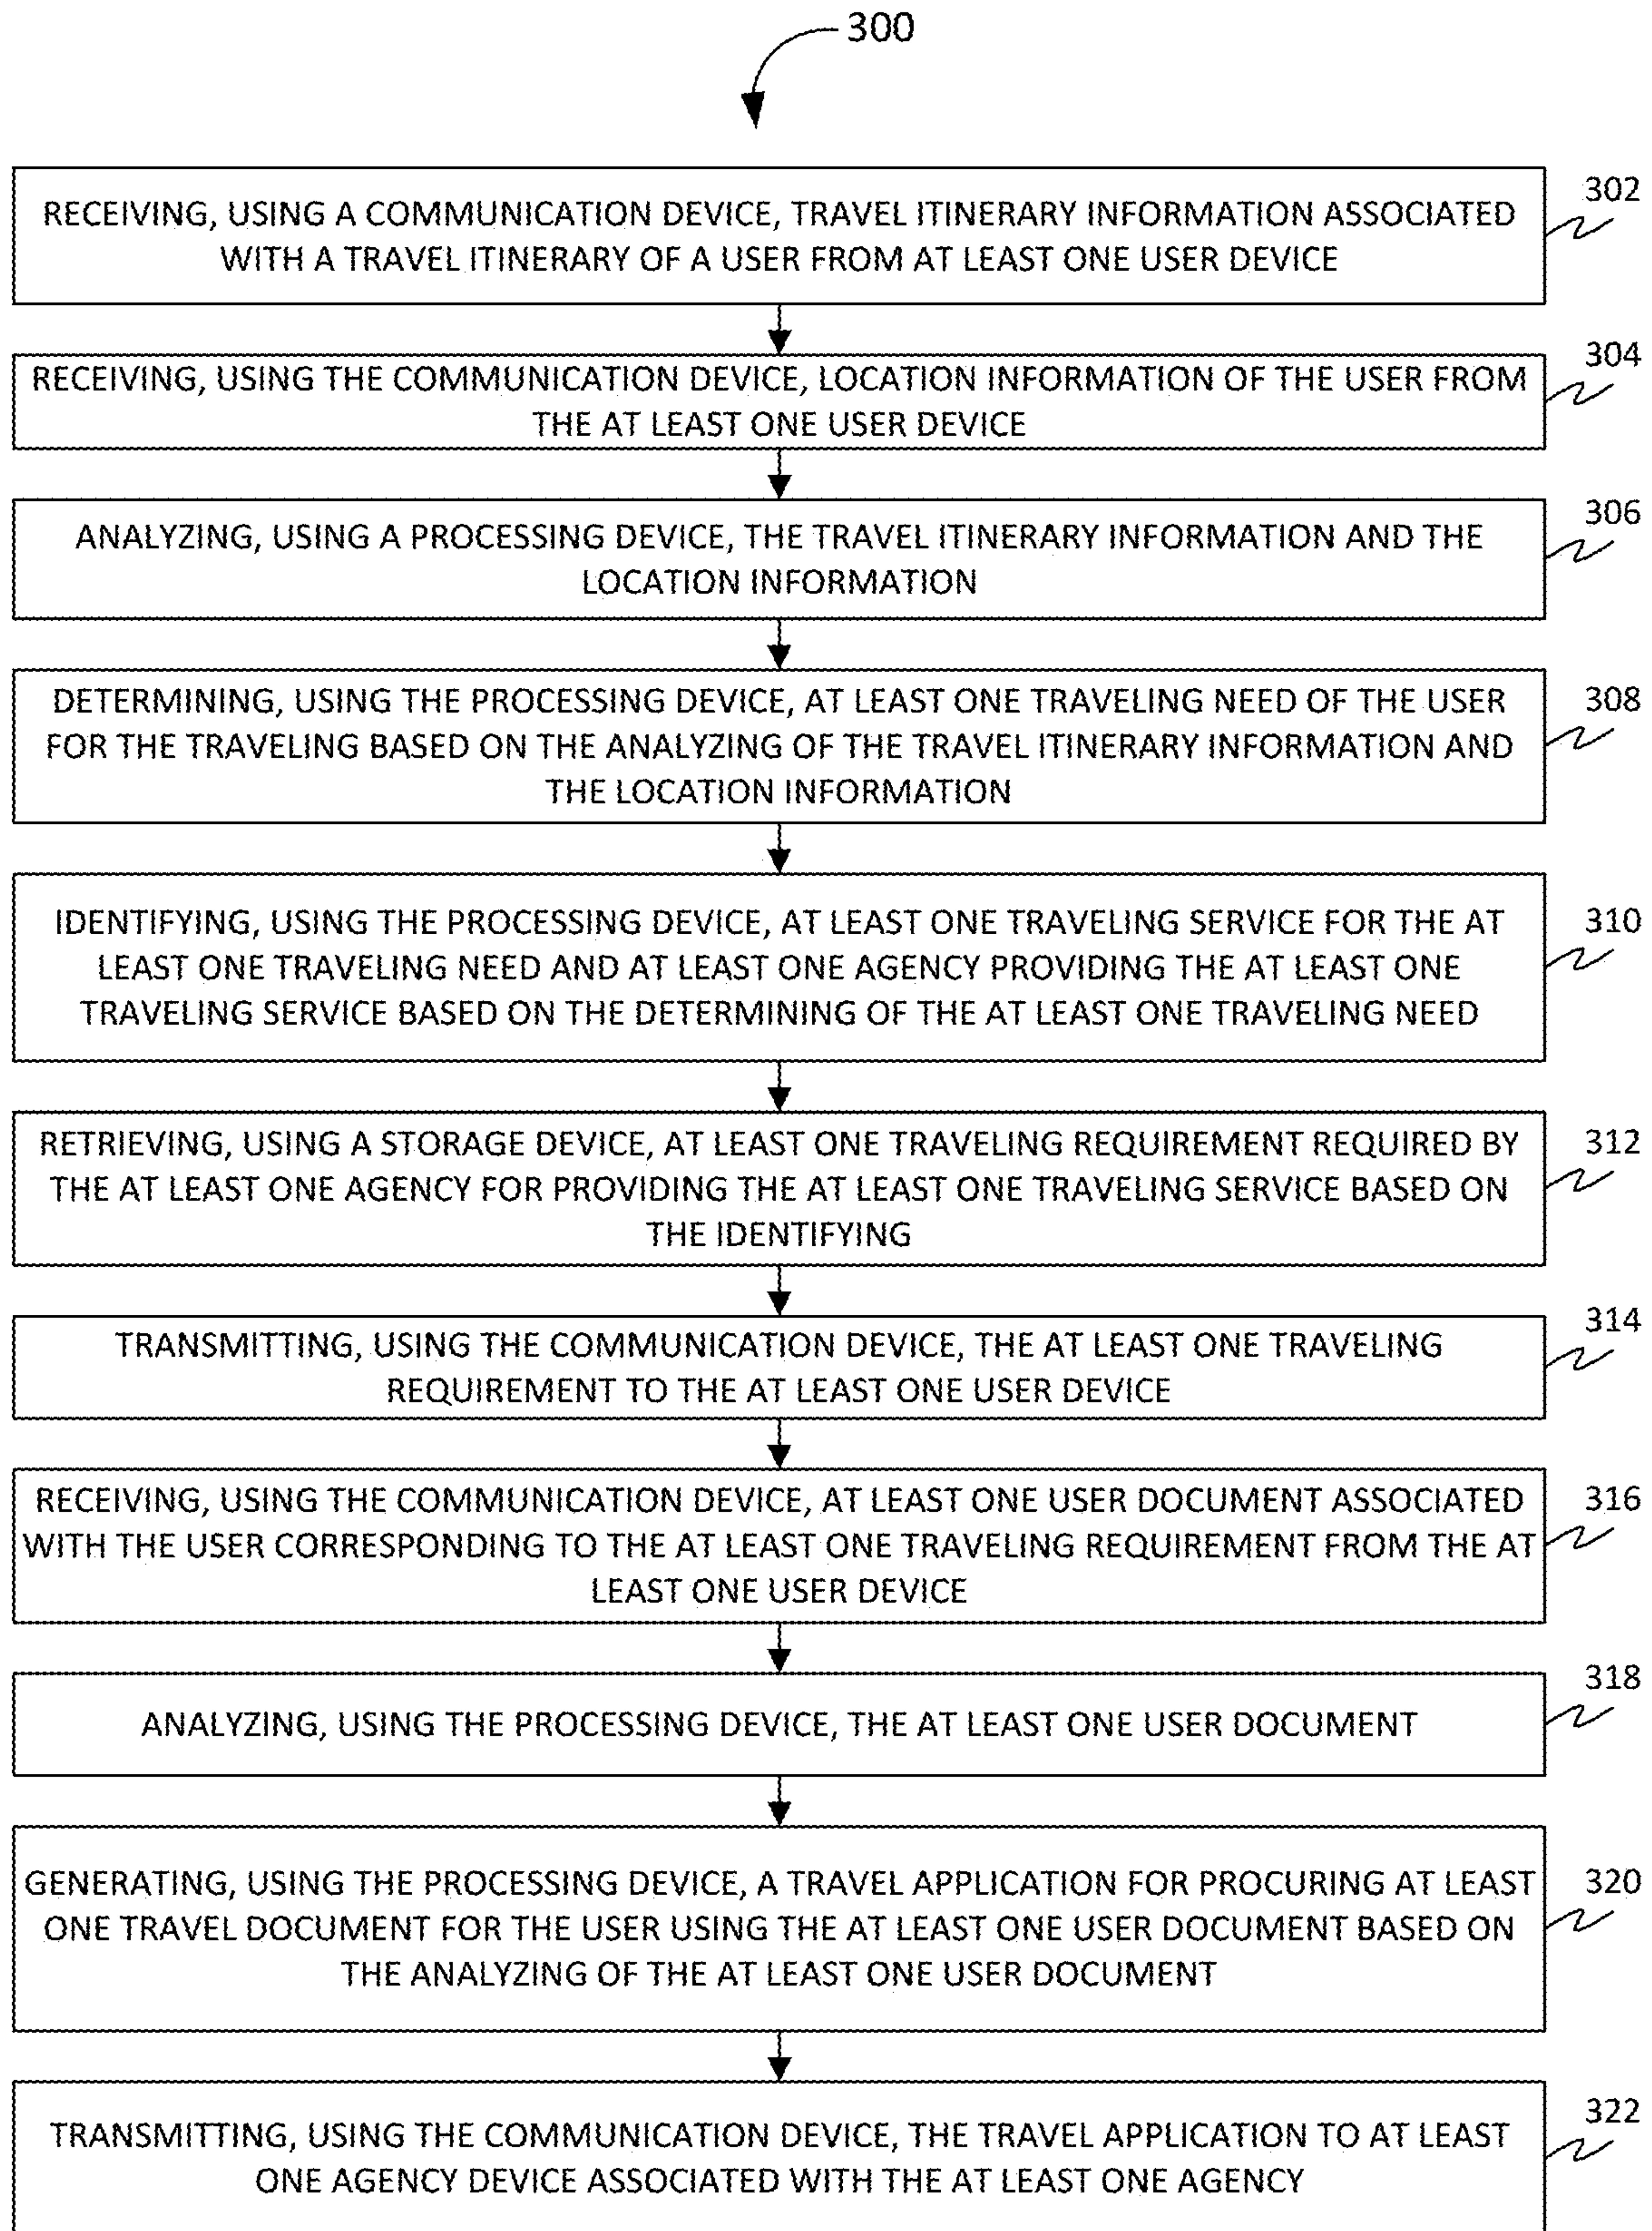 300
302
RECEIVING, USING A COMMUNICATION DEVICE, TRAVEL ITINERARY INFORMATION ASSOCIATED
WITH A TRAVEL ITINERARY OF A USER FROM AT LEAST ONE USER DEVICE
304
RECEIVING, USING THE COMMUNICATION DEVICE, LOCATION INFORMATION OF THE USER FROM
THE AT LEAST ONE USER DEVICE
306
ANALYZING, USING A PROCESSING DEVICE, THE TRAVEL ITINERARY INFORMATION AND THE
LOCATION INFORMATION
308
DETERMINING, USING THE PROCESSING DEVICE, AT LEAST ONE TRAVELING NEED OF THE USER
FOR THE TRAVELING BASED ON THE ANALYZING OF THE TRAVEL ITINERARY INFORMATION AND
THE LOCATION INFORMATION
310
IDENTIFYING, USING THE PROCESSING DEVICE, AT LEAST ONE TRAVELING SERVICE FOR THE AT
LEAST ONE TRAVELING NEED AND AT LEAST ONE AGENCY PROVIDING THE AT LEAST ONE
TRAVELING SERVICE BASED ON THE DETERMINING OF THE AT LEAST ONE TRAVELING NEED
312
RETRIEVING, USING A STORAGE DEVICE, AT LEAST ONE TRAVELING REQUIREMENT REQUIRED BY
THE AT LEAST ONE AGENCY FOR PROVIDING THE AT LEAST ONE TRAVELING SERVICE BASED ON
THE IDENTIFYING
314
TRANSMITTING, USING THE COMMUNICATION DEVICE, THE AT LEAST ONE TRAVELING
REQUIREMENT TO THE AT LEAST ONE USER DEVICE
316
RECEIVING, USING THE COMMUNICATION DEVICE, AT LEAST ONE USER DOCUMENT ASSOCIATED
WITH THE USER CORRESPONDING TO THE AT LEAST ONE TRAVELING REQUIREMENT FROM THE AT
LEAST ONE USER DEVICE
318
ANALYZING, USING THE PROCESSING DEVICE, THE AT LEAST ONE USER DOCUMENT
320
GENERATING, USING THE PROCESSING DEVICE, A TRAVEL APPLICATION FOR PROCURING AT LEAST
ONE TRAVEL DOCUMENT FOR THE USER USING THE AT LEAST ONE USER DOCUMENT BASED ON
THE ANALYZING OF THE AT LEAST ONE USER DOCUMENT
322
TRANSMITTING, USING THE COMMUNICATION DEVICE, THE TRAVEL APPLICATION TO AT LEAST
ONE AGENCY DEVICE ASSOCIATED WITH THE AT LEAST ONE AGENCY